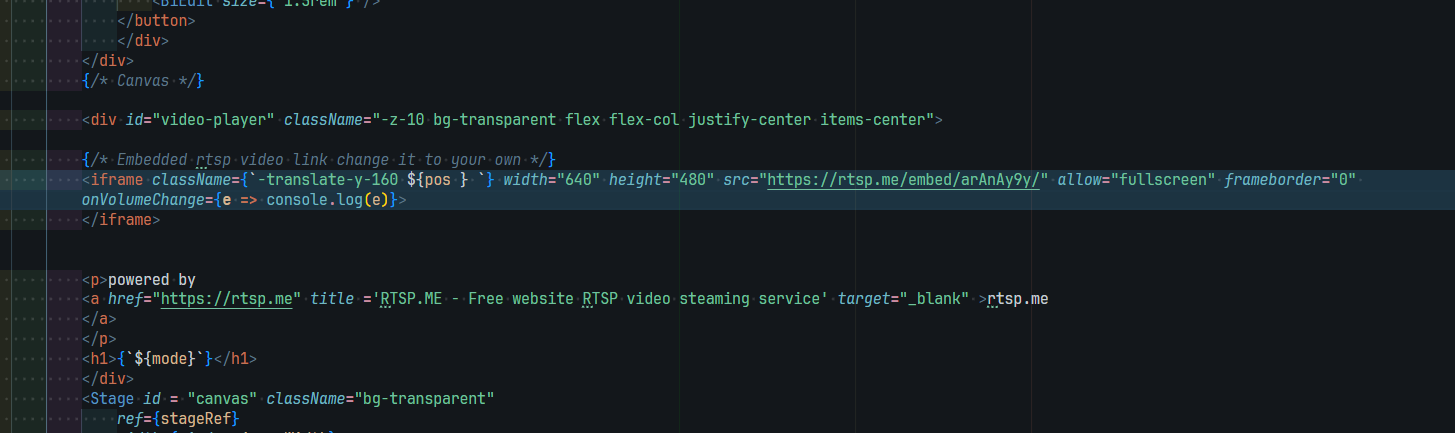 <BiEdit size={"1.5rem"} />
</button>
</div>
</div>
{/* Canvas */}
<div id="video-player" className="-z-10 bg-transparent flex flex-col justify-center items-center">
{/* Embedded rtsp video link change it to your own */}
<iframe className={`-translate-y-160 ${pos } `} width="640" height="480" src="https://rtsp.me/embed/arAnAy9y/" allow="fullscreen" frameborder="0"
onVolumeChange={e => console.log(e)}>
</iframe>
<p>powered by
<a href="https://rtsp.me" title ='RTSP.ME - Free website RTSP video steaming service' target="_blank" >rtsp.me
</a>
</p>
<h1>{`${mode}`}</h1>
</div>
<Stage id = "canvas" className="bg-transparent"
ref={stageRef}